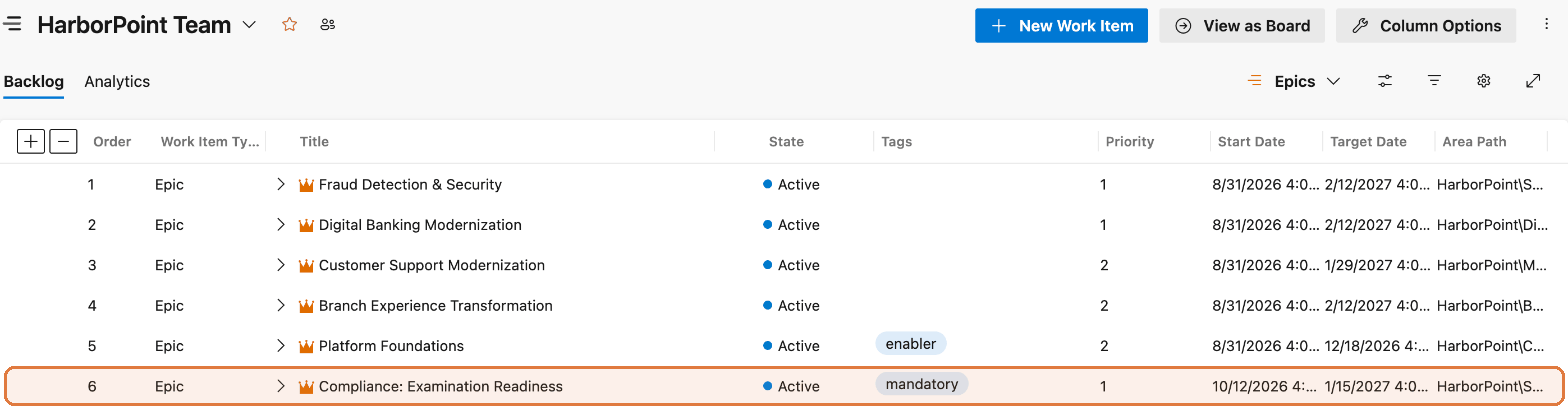 HarborPoint Team
New Work Item
View as Board
Column Options
Backlog Analytics
Epics
Order Work Item Ty... Title State Tags Priority Start Date Target Date Area Path
1 Epic Fraud Detection & Security Active 1 8/31/2026 4:0... 2/12/2027 4:0... HarborPoint\S...
2 Epic Digital Banking Modernization Active 1 8/31/2026 4:0... 2/12/2027 4:0... HarborPoint\Di...
3 Epic Customer Support Modernization Active 2 8/31/2026 4:0... 1/29/2027 4:0... HarborPoint\M...
4 Epic Branch Experience Transformation Active 2 8/31/2026 4:0... 2/12/2027 4:0... HarborPoint\B...
5 Epic Platform Foundations Active enabler 2 8/31/2026 4:0... 12/18/2026 4:... HarborPoint\C...
6 Epic Compliance: Examination Readiness Active mandatory 1 10/12/2026 4:... 1/15/2027 4:0... HarborPoint\S...